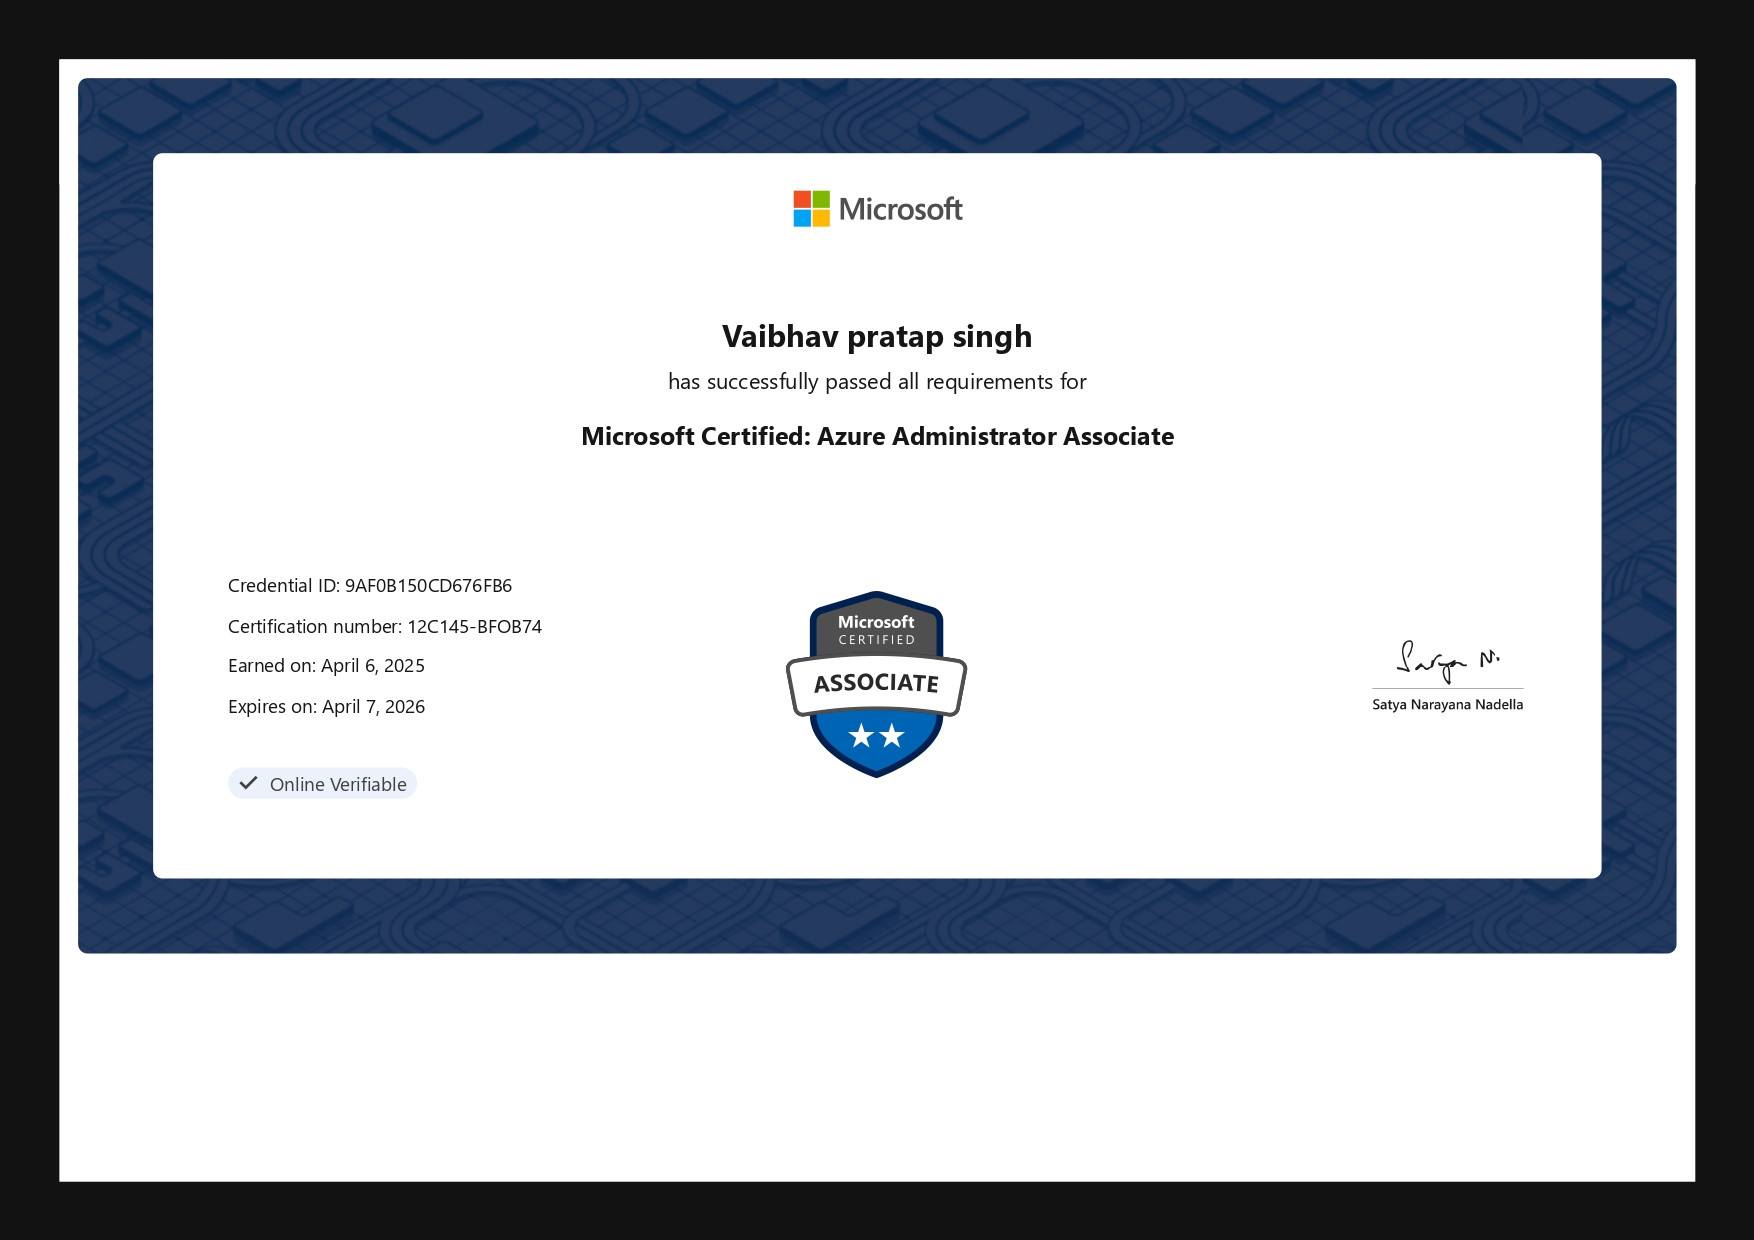 Microsoft
Vaibhav pratap singh
has successfully passed all requirements for
Microsoft Certified: Azure Administrator Associate
Credential ID: 9AF0B150CD676FB6
Certification number: 12C145-BFOB74
Earned on: April 6, 2025
Expires on: April 7, 2026
Online Verifiable
Microsoft
CERTIFIED
ASSOCIATE
Satya N.
Satya Narayana Nadella